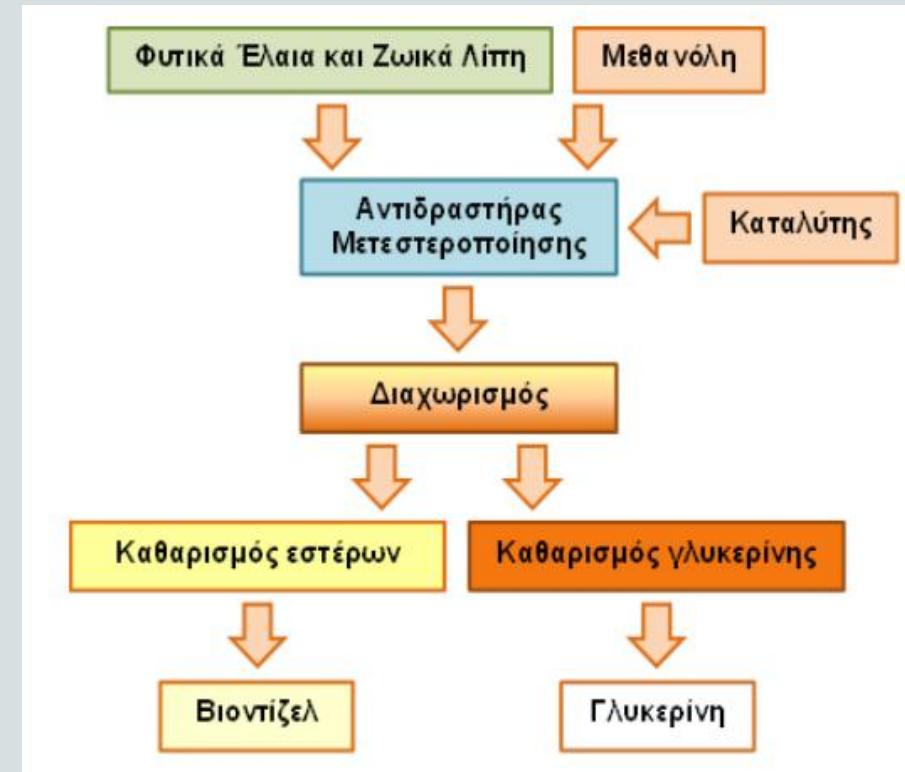 Φυτικά Έλαια και Ζωικά Λίπη
Μεθανόλη
Αντιδραστήρας
Μετεστεροποίησης
Καταλύτης
Διαχωρισμός
Καθαρισμός εστέρων
Καθαρισμός γλυκερίνης
Βιοντίζελ
Γλυκερίνη